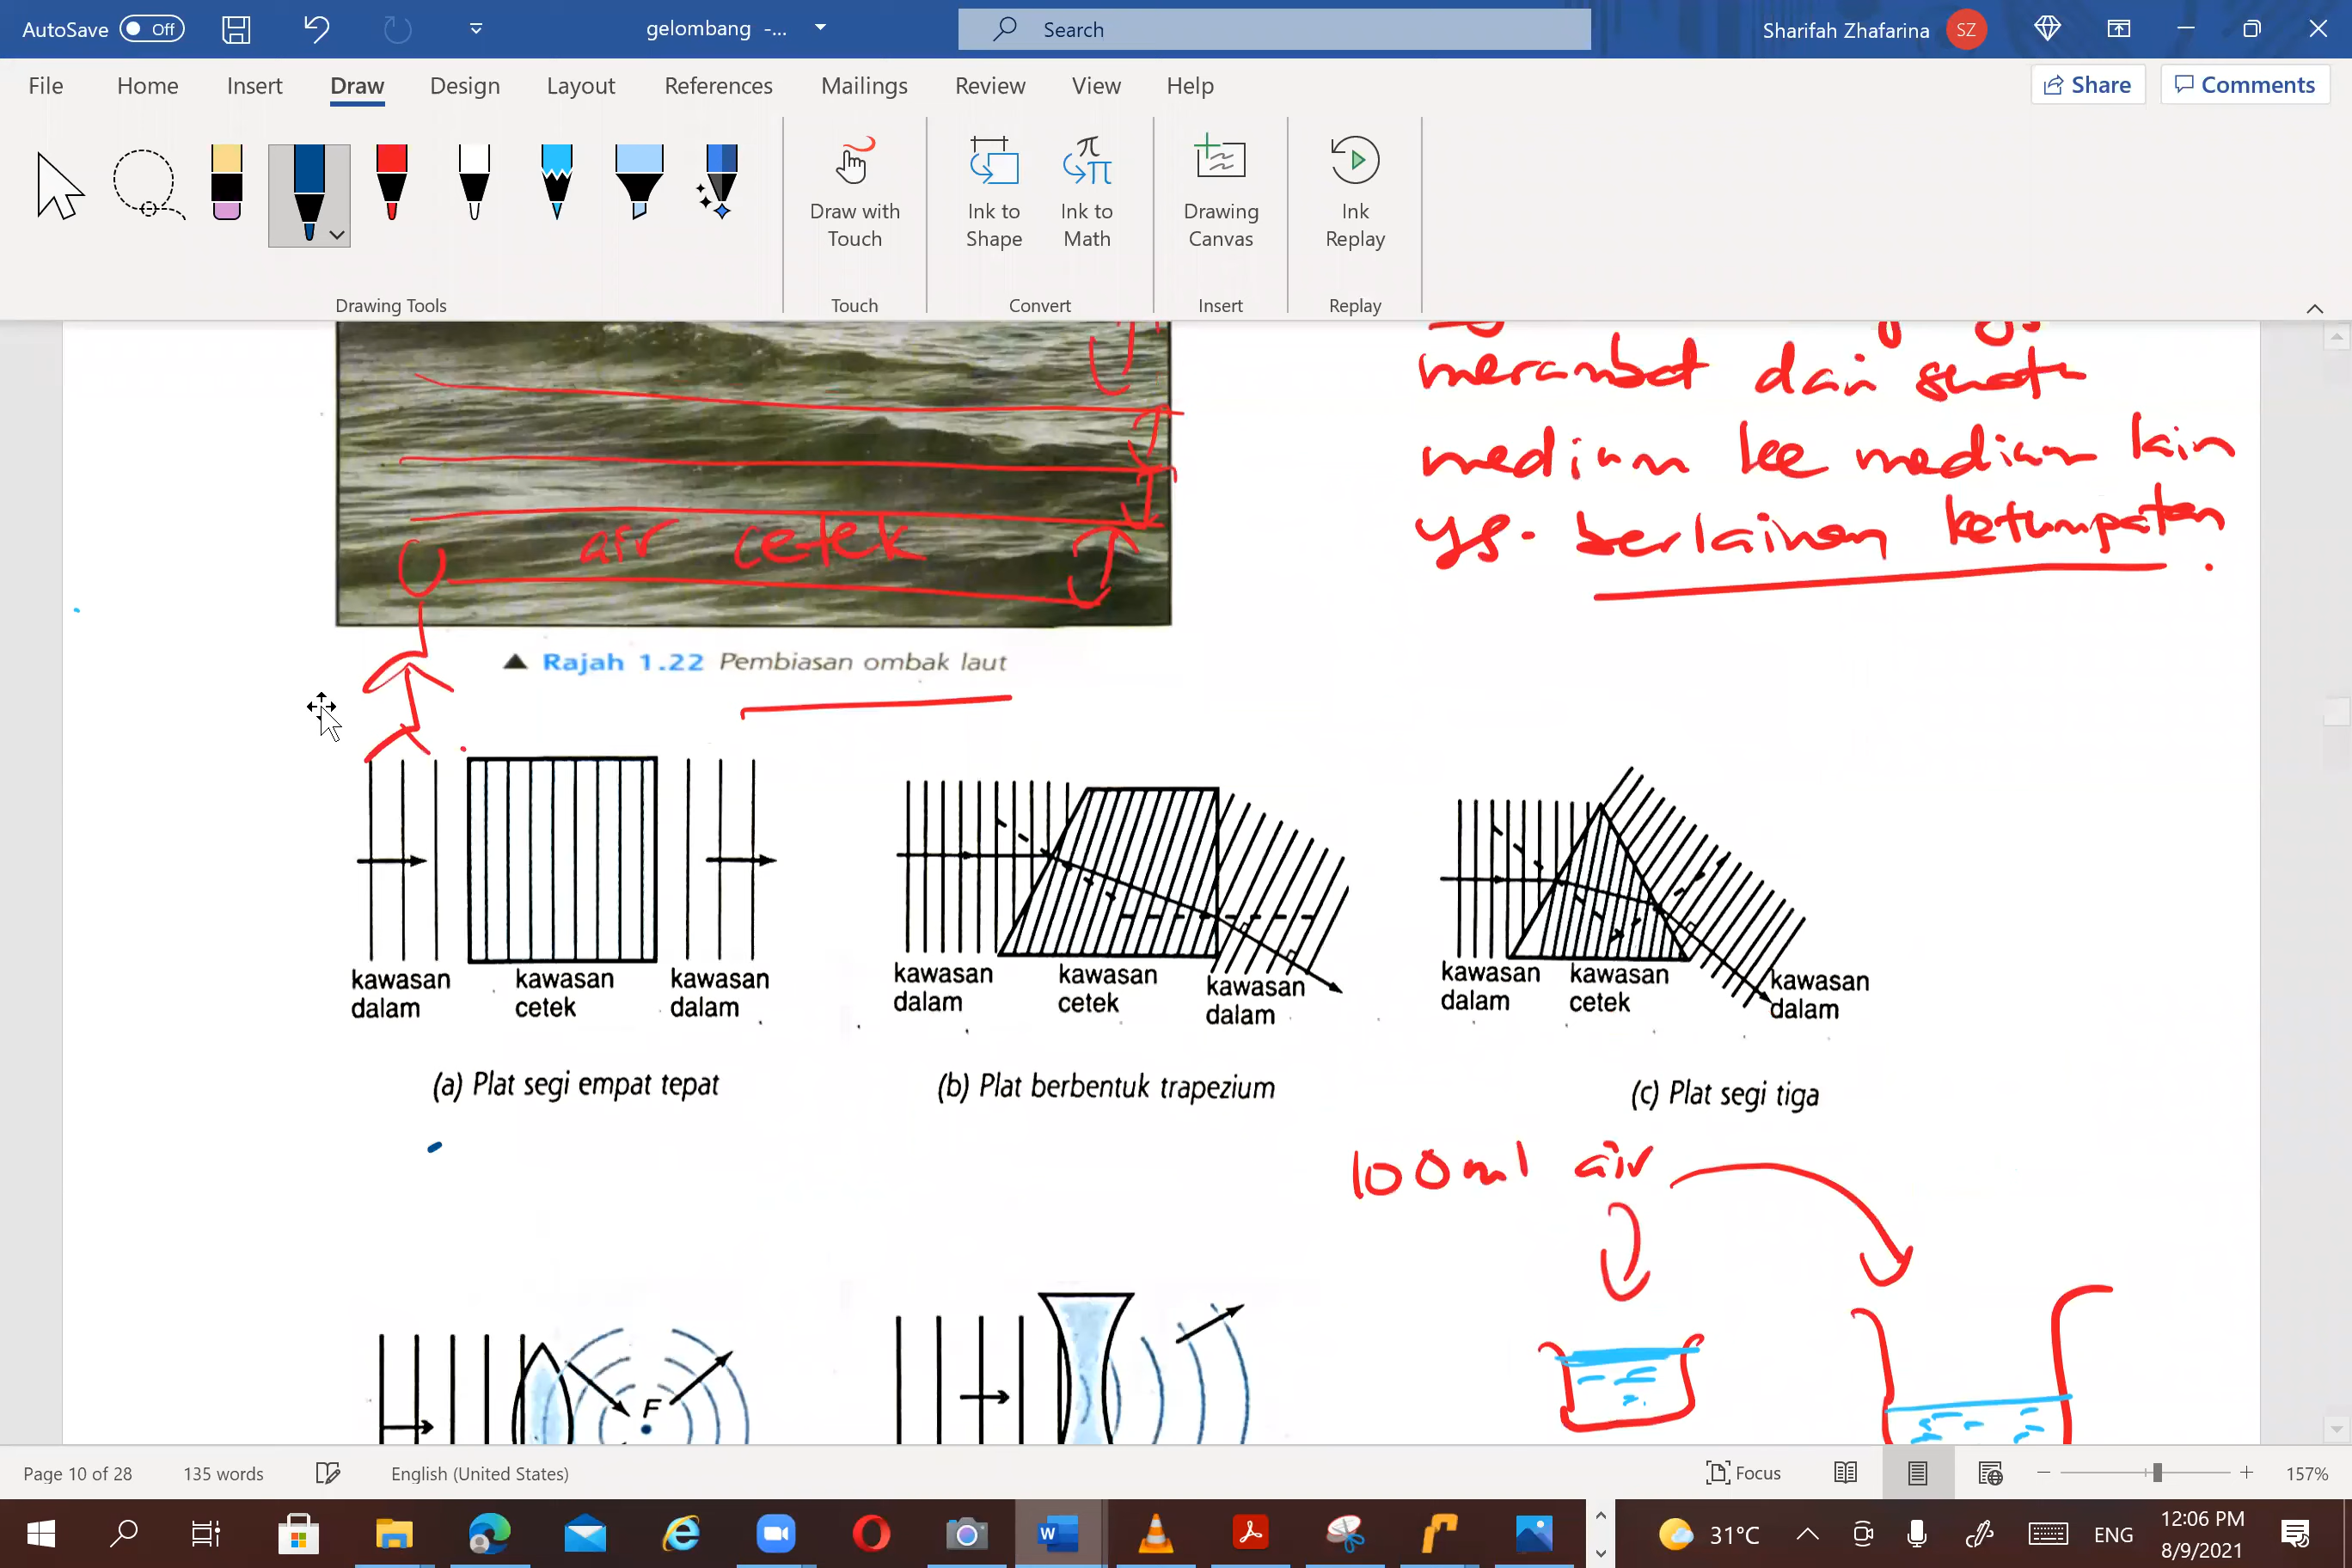 AutoSave Off
gelombang -...
Search
Sharifah Zhafarina SZ
File Home Insert Draw Design Layout References Mailings Review View Help
Share Comments
Draw with Touch
Ink to Shape
Ink to Math
Drawing Canvas
Ink Replay
Drawing Tools
Touch
Convert
Insert
Replay
merambat dari suatu
medium ke medium lain
yg. berlainan ketumpatan.
air cetek
▲ Rajah 1.22 Pembiasan ombak laut
kawasan dalam
kawasan cetek
kawasan dalam
(a) Plat segi empat tepat
kawasan dalam
kawasan cetek
kawasan dalam
(b) Plat berbentuk trapezium
kawasan dalam
kawasan cetek
kawasan dalam
(c) Plat segi tiga
100ml air
F
Page 10 of 28
135 words
English (United States)
Focus
157%
31°C
ENG
12:06 PM
8/9/2021